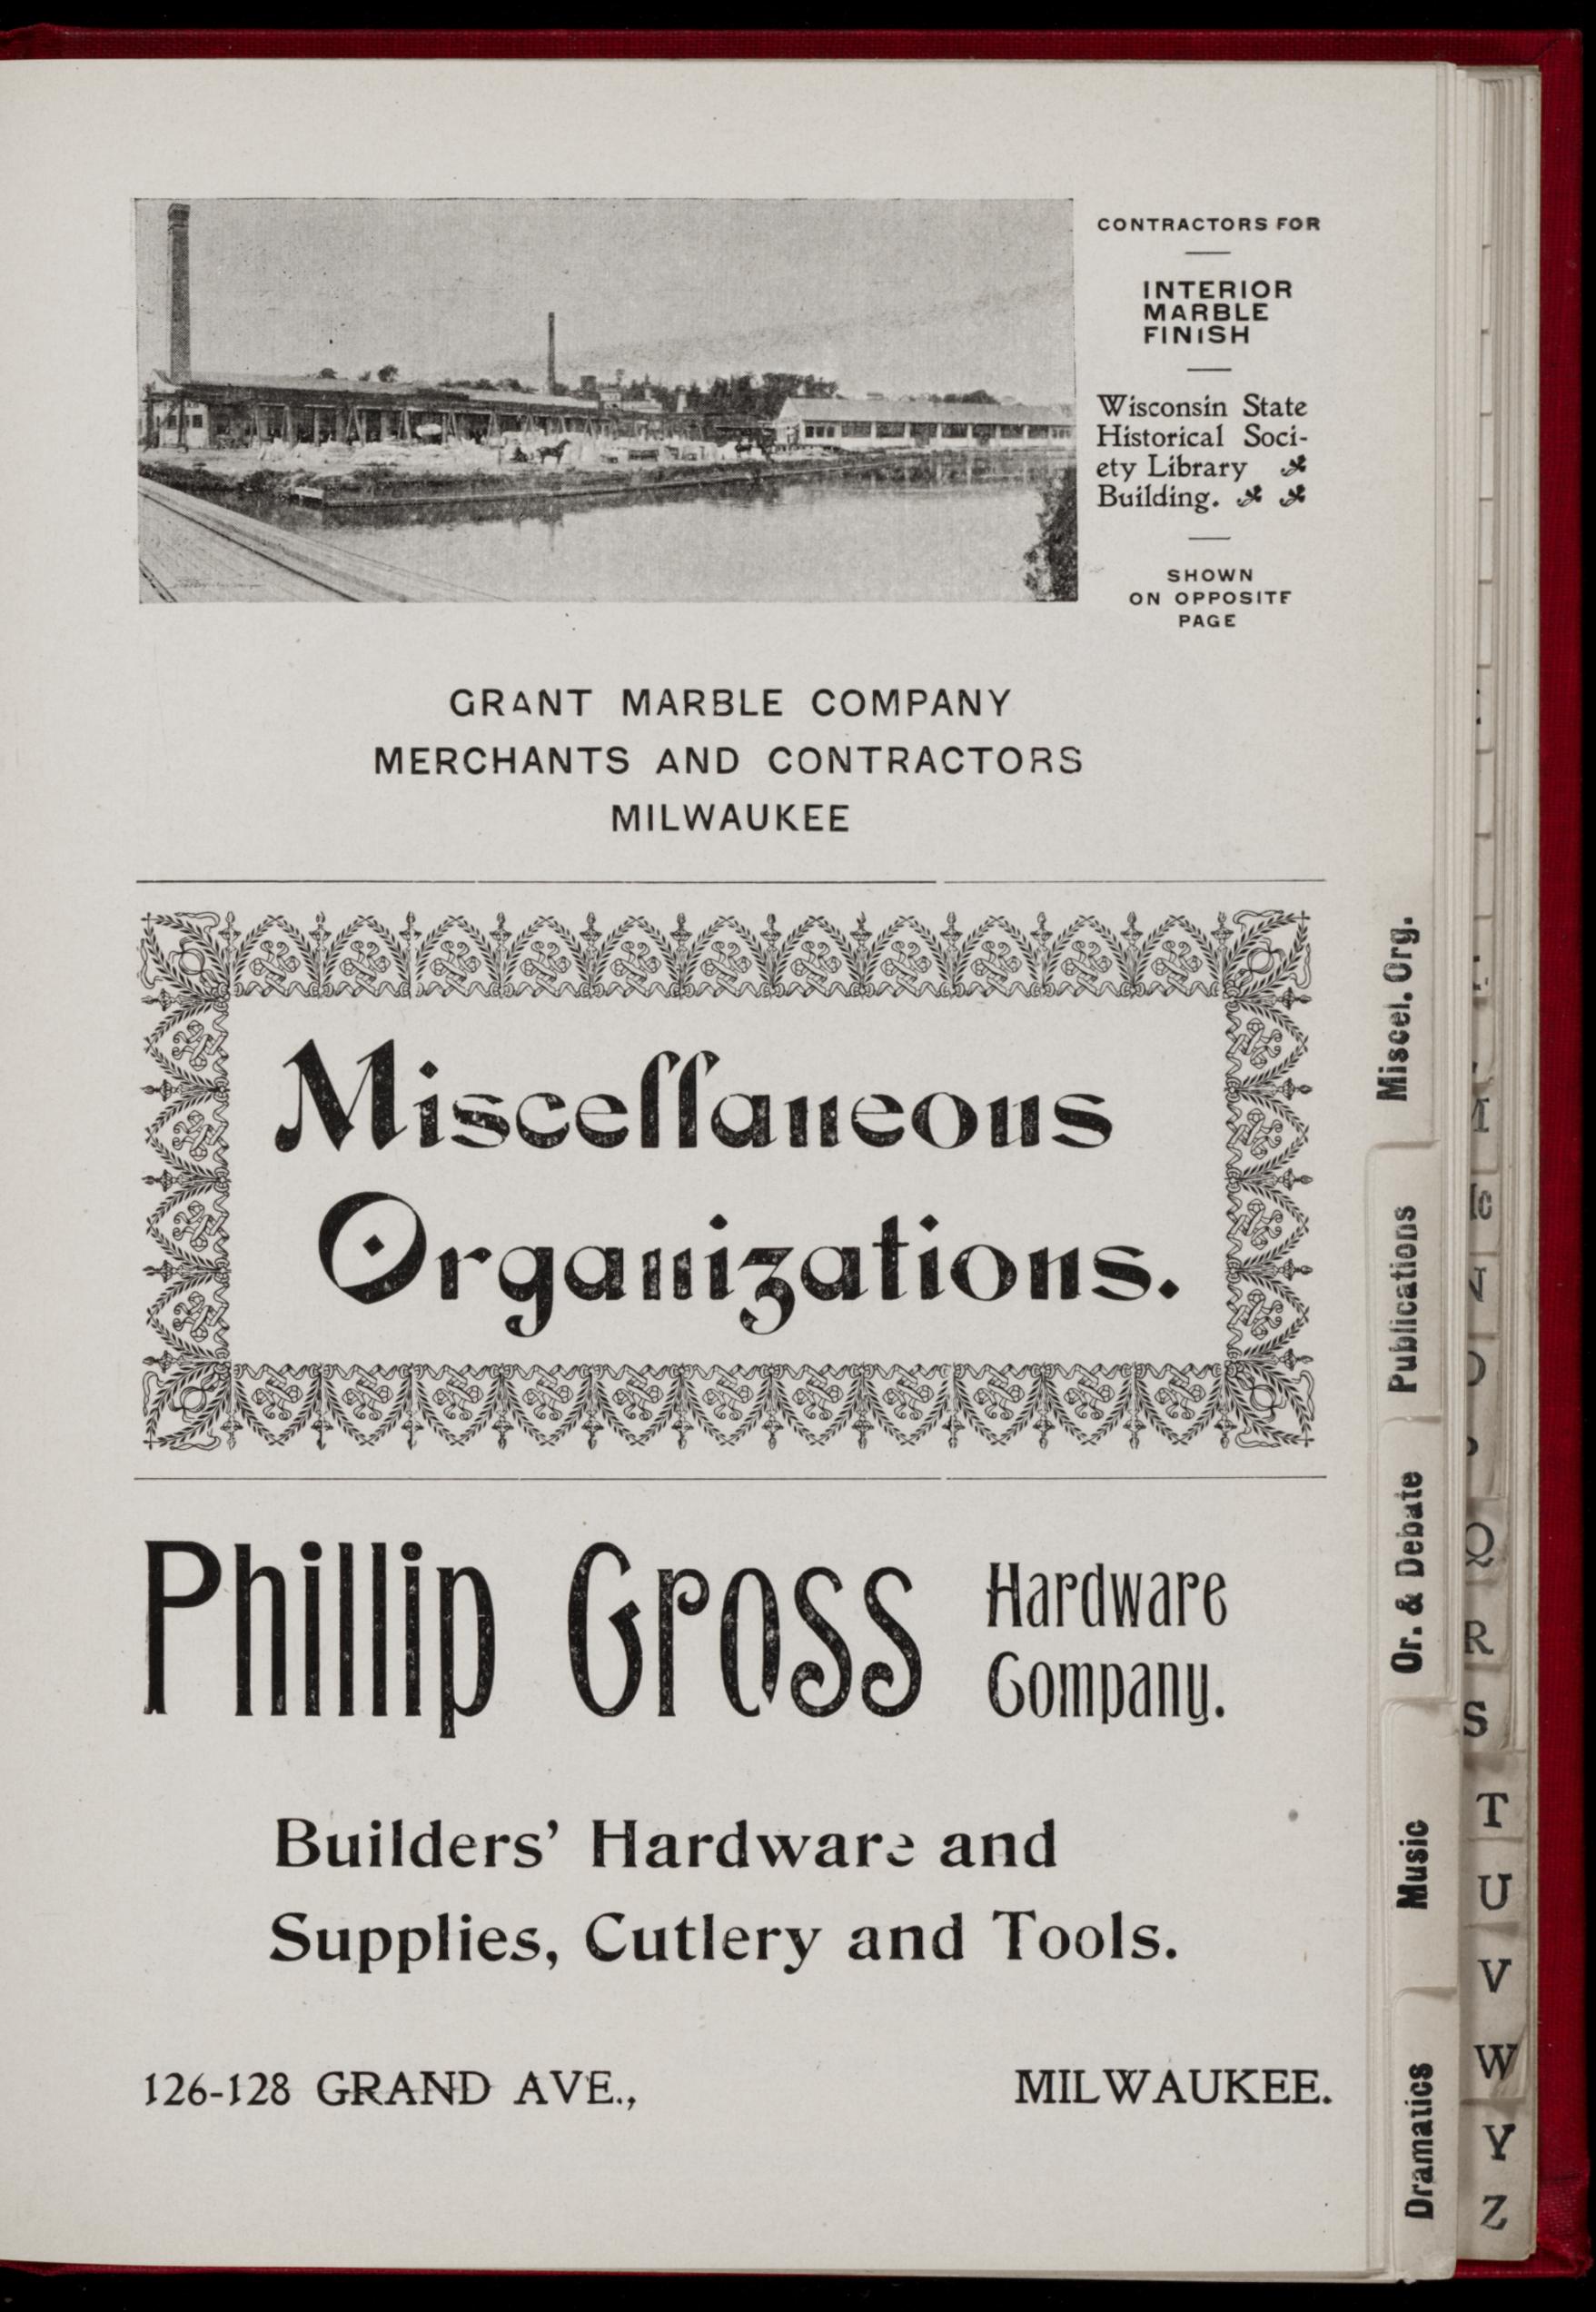 CONTRACTORS FOR
INTERIOR
MARBLE
FINISH
Wisconsin State
Historical Soci-
ety Library
Building.
SHOWN
ON OPPOSITE
PAGE
GRANT MARBLE COMPANY
MERCHANTS AND CONTRACTORS
MILWAUKEE
Miscellaneous
Organizations.
Phillip Gross
Hardware
Company.
Builders' Hardware and
Supplies, Cutlery and Tools.
126-128 GRAND AVE., MILWAUKEE.
Miscel. Org.
Publications
Or. & Debate
Music
Dramatics
Q
R
S
T
U
V
W
Y
Z